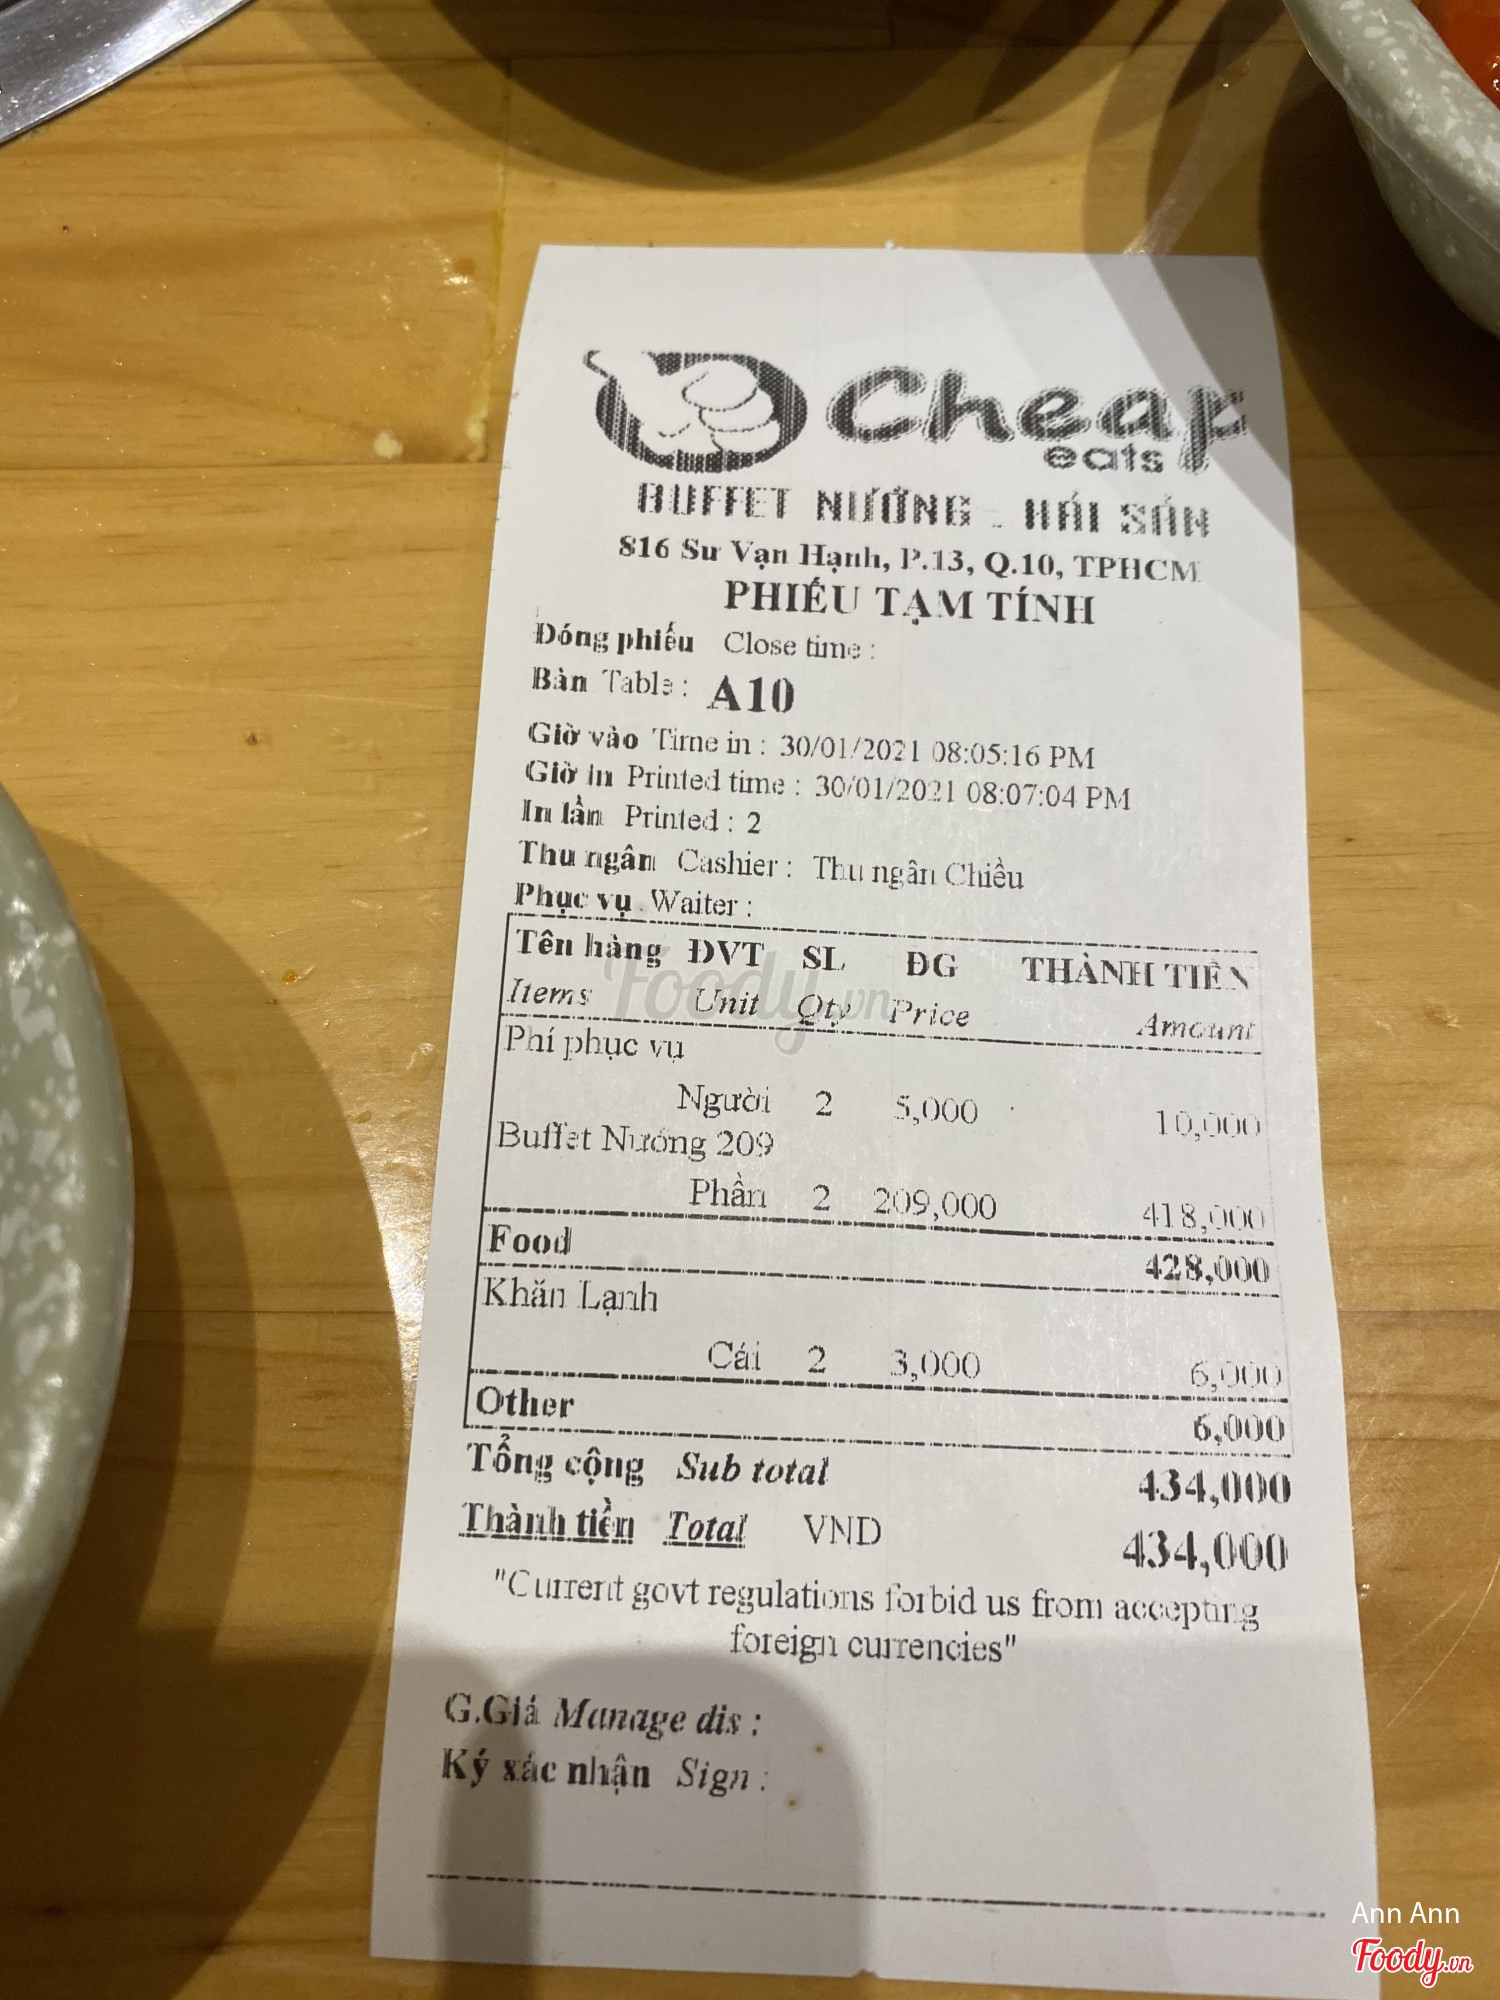 Cheap
eats
BUFFET NƯỚNG - HẢI SẢN
816 Sư Vạn Hạnh, P.13, Q.10, TPHCM
PHIẾU TẠM TÍNH
Đóng phiếu Close time :
Bàn Table : A10
Giờ vào Time in : 30/01/2021 08:05:16 PM
Giờ in Printed time : 30/01/2021 08:07:04 PM
In lần Printed : 2
Thu ngân Cashier : Thu ngân Chiều
Phục vụ Waiter :
Tên hàng ĐVT SL ĐG THÀNH TIỀN
Items Unit Qty Price Amount
Foody.vn
Phí phục vụ
Người 2 5,000 10,000
Buffet Nướng 209
Phần 2 209,000 418,000
Food 428,000
Khăn Lạnh
Cái 2 3,000 6,000
Other 6,000
Tổng cộng Sub total 434,000
Thành tiền Total VND 434,000
"Current govt regulations forbid us from accepting
foreign currencies"
G.Giá Manage dis :
Ký xác nhận Sign :
Ann Ann
Foody.vn